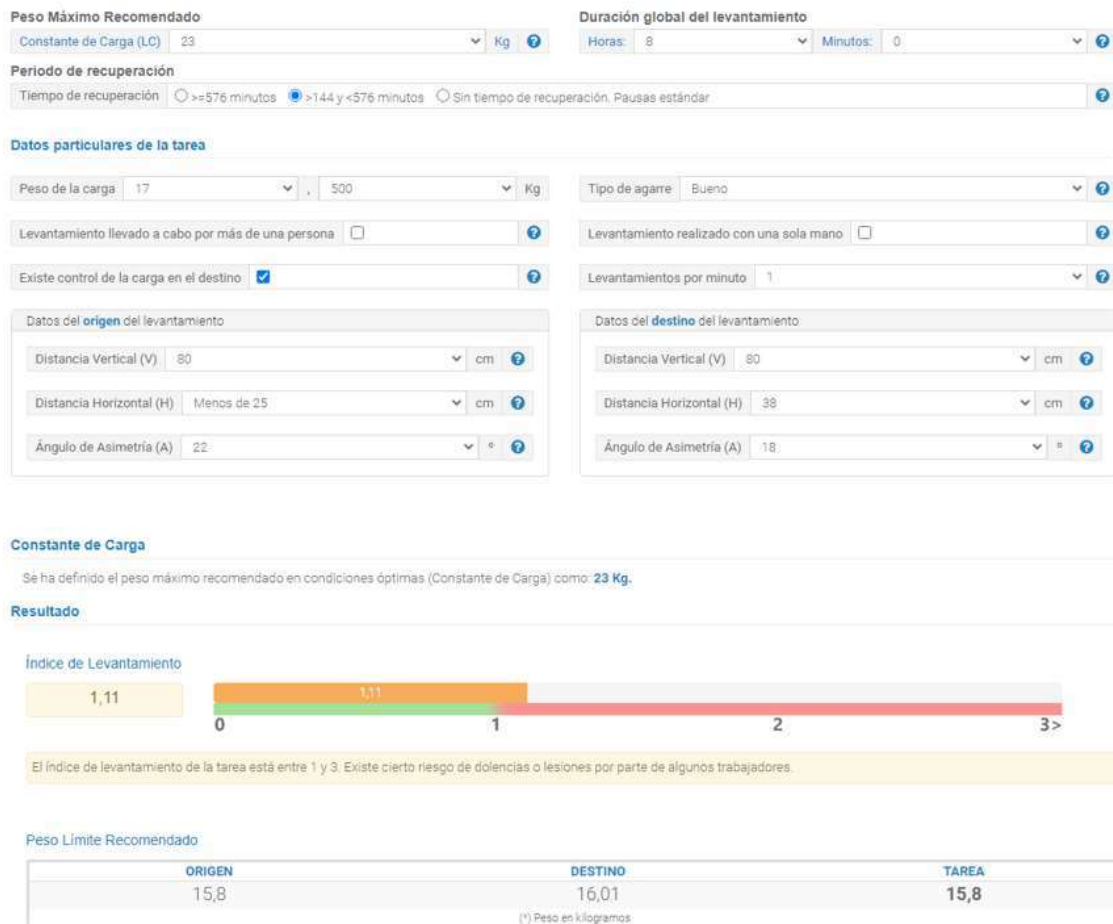 Peso Máximo Recomendado
Duración global del levantamiento
Constante de Carga (LC) 23 Kg ?
Horas: 8 Minutos: 0 ?
Periodo de recuperación
Tiempo de recuperación >=576 minutos >144 y <576 minutos Sin tiempo de recuperación. Pausas estándar ?
Datos particulares de la tarea
Peso de la carga 17 , 500 Kg
Tipo de agarre Bueno ?
Levantamiento llevado a cabo por más de una persona ?
Levantamiento realizado con una sola mano ?
Existe control de la carga en el destino ?
Levantamientos por minuto 1 ?
Datos del origen del levantamiento
Distancia Vertical (V) 80 cm ?
Distancia Horizontal (H) Menos de 25 cm ?
Ángulo de Asimetría (A) 22 º ?
Datos del destino del levantamiento
Distancia Vertical (V) 80 cm ?
Distancia Horizontal (H) 38 cm ?
Ángulo de Asimetría (A) 18 º ?
Constante de Carga
Se ha definido el peso máximo recomendado en condiciones óptimas (Constante de Carga) como: 23 Kg.
Resultado
Índice de Levantamiento
1,11
1,11
0 1 2 3>
El índice de levantamiento de la tarea está entre 1 y 3. Existe cierto riesgo de dolencias o lesiones por parte de algunos trabajadores.
Peso Límite Recomendado
ORIGEN DESTINO TAREA
15,8 16,01 15,8
(*) Peso en kilogramos